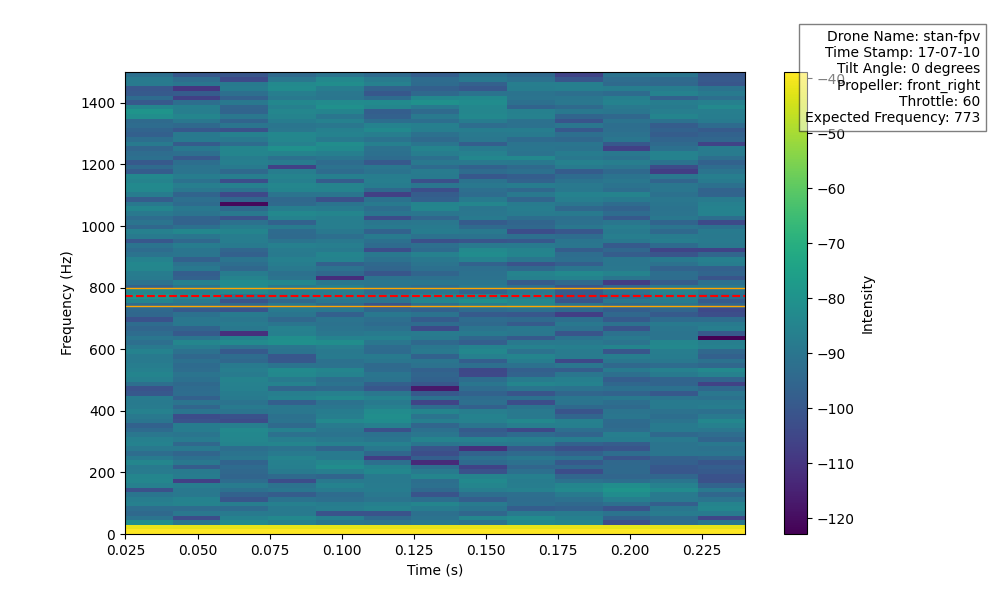 Drone Name: stan-fpv
Time Stamp: 17-07-10
Tilt Angle: 0 degrees
Propeller: front_right
Throttle: 60
Expected Frequency: 773
1400
1200
1000
800
600
400
200
0
Frequency (Hz)
0.025
0.050
0.075
0.100
0.125
0.150
0.175
0.200
0.225
Time (s)
−40
−50
−60
−70
−80
−90
−100
−110
−120
Intensity